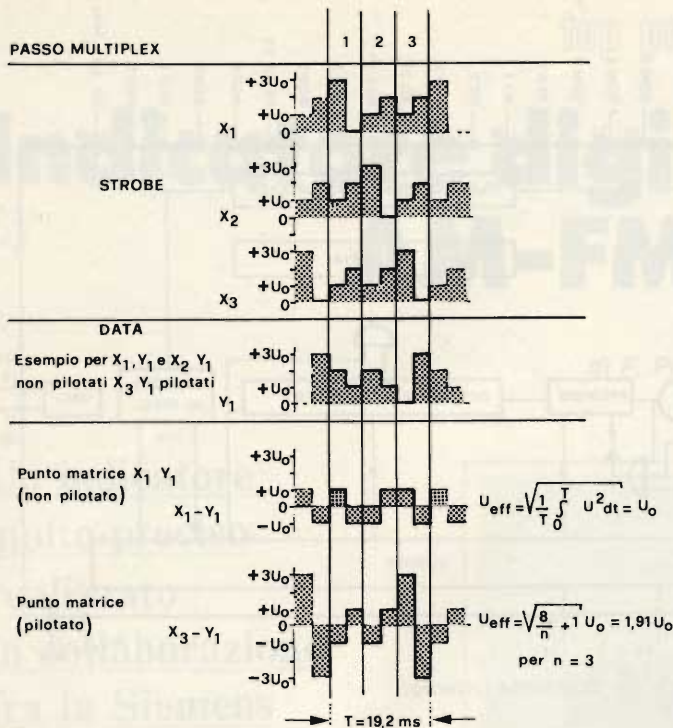 PASSO MULTIPLEX
1 2 3
+3U₀
+U₀
0
X₁
STROBE
+3U₀
+U₀
0
X₂
+3U₀
+U₀
0
X₃
DATA
Esempio per X₁, Y₁ e X₂ Y₁
non pilotati X₃ Y₁ pilotati
+3U₀
+U₀
0
Y₁
+3U₀
Punto matrice X₁ Y₁
(non pilotato)
+U₀
0
-U₀
X₁-Y₁
U_eff = √(1/T ∫₀ᵀ U² dt) = U₀
+3U₀
Punto matrice
(pilotato)
+U₀
-U₀
-3U₀
X₃-Y₁
U_eff = √(8/n + 1) U₀ = 1,91 U₀
per n = 3
T = 19,2 ms